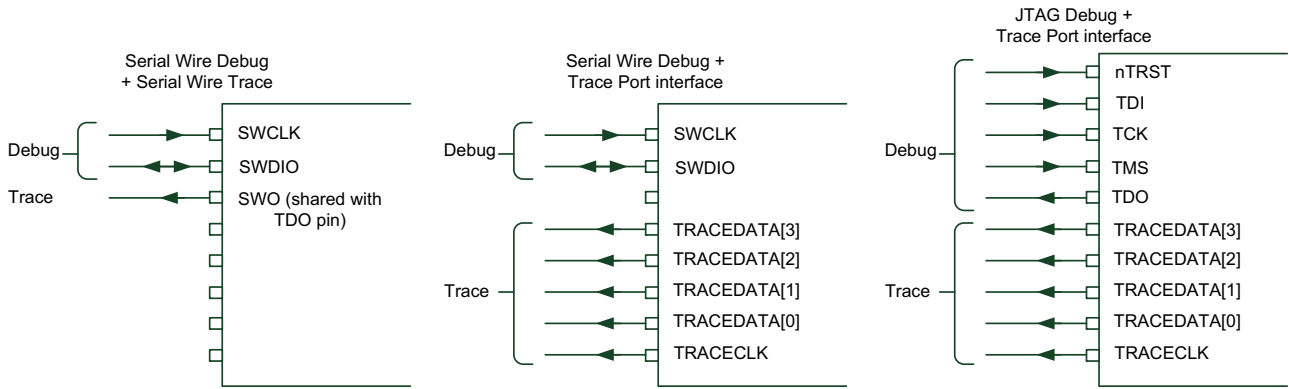 Serial Wire Debug
+ Serial Wire Trace
Debug
SWCLK
SWDIO
Trace
SWO (shared with
TDO pin)
Serial Wire Debug +
Trace Port interface
Debug
SWCLK
SWDIO
Trace
TRACEDATA[3]
TRACEDATA[2]
TRACEDATA[1]
TRACEDATA[0]
TRACECLK
JTAG Debug +
Trace Port interface
Debug
nTRST
TDI
TCK
TMS
TDO
Trace
TRACEDATA[3]
TRACEDATA[2]
TRACEDATA[1]
TRACEDATA[0]
TRACECLK